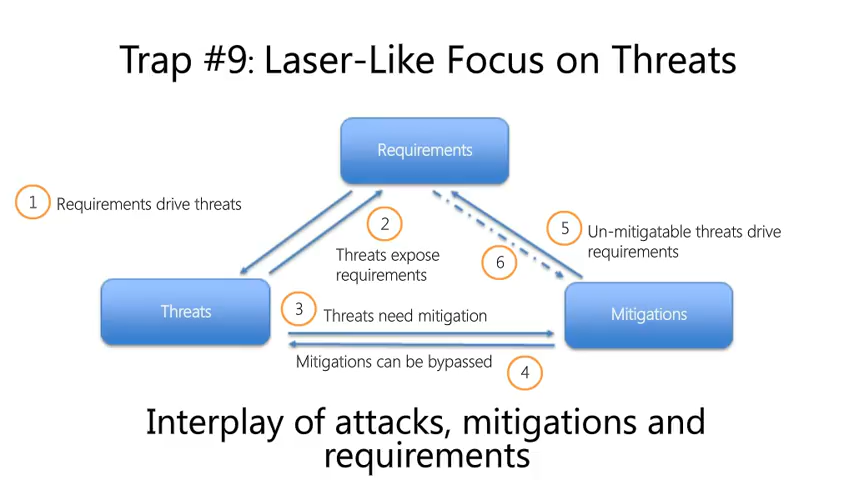 Trap #9: Laser-Like Focus on Threats
Requirements
1
Requirements drive threats
2
Threats expose
requirements
5
Un-mitigatable threats drive
requirements
6
Threats
3
Threats need mitigation
Mitigations
Mitigations can be bypassed
4
Interplay of attacks, mitigations and
requirements